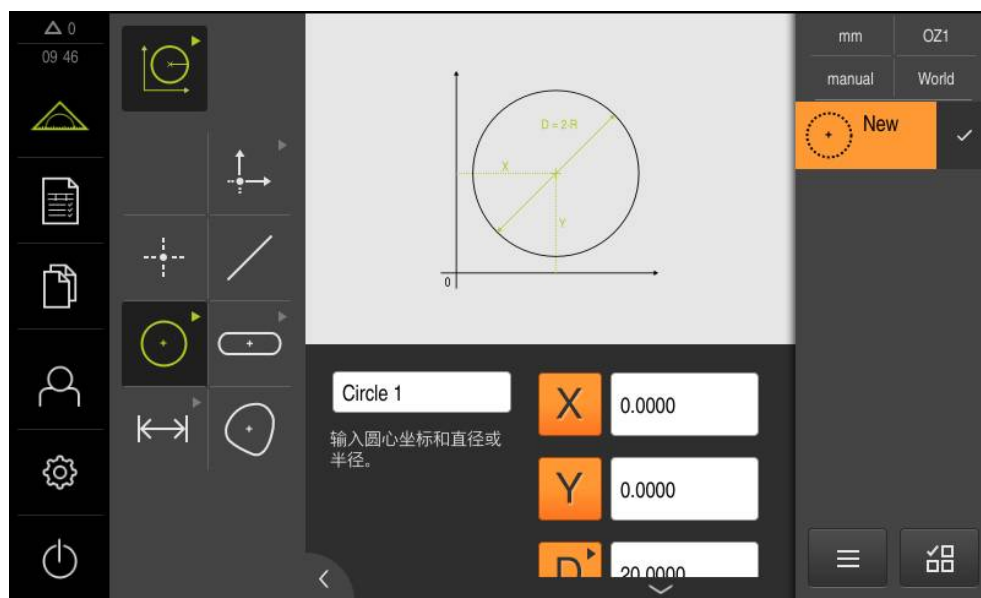 0
09 46
mm
OZ1
manual
World
New
D = 2·R
X
Y
0
Circle 1
输入圆心坐标和直径或
半径。
X
0.0000
Y
0.0000
D
20.0000